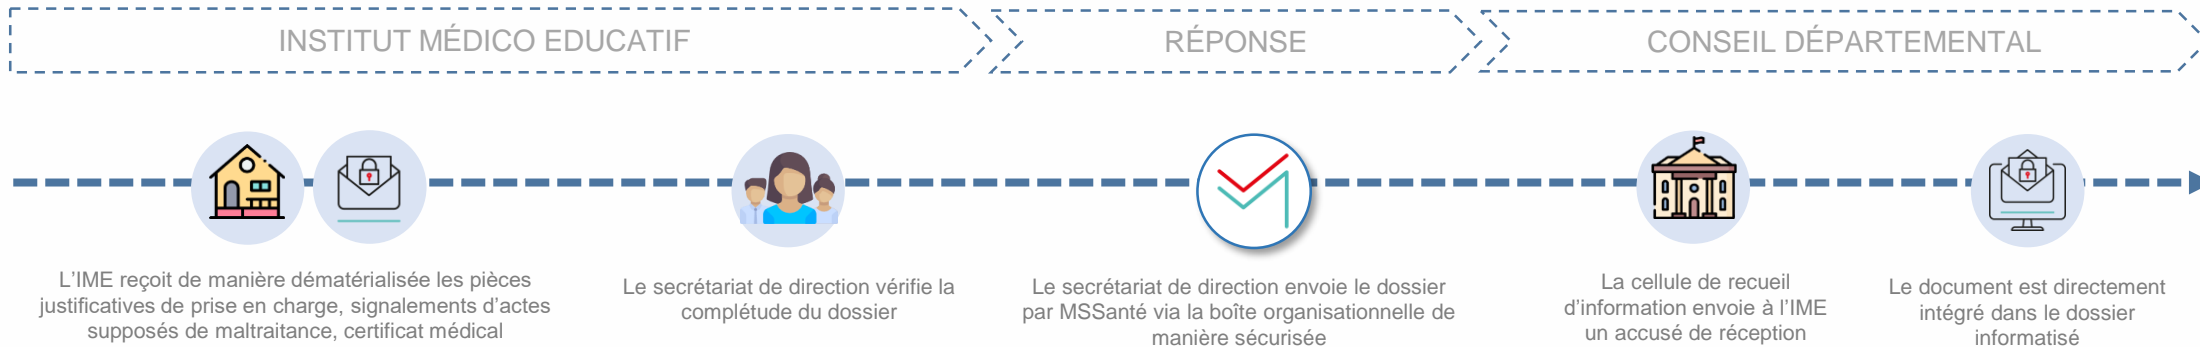 INSTITUT MÉDICO EDUCATIF
RÉPONSE
CONSEIL DÉPARTEMENTAL
L'IME reçoit de manière dématérialisée les pièces
justificatives de prise en charge, signalements d'actes
supposés de maltraitance, certificat médical
Le secrétariat de direction vérifie la
complétude du dossier
Le secrétariat de direction envoie le dossier
par MSSanté via la boîte organisationnelle de
manière sécurisée
La cellule de recueil
d'information envoie à l'IME
un accusé de réception
Le document est directement
intégré dans le dossier
informatisé